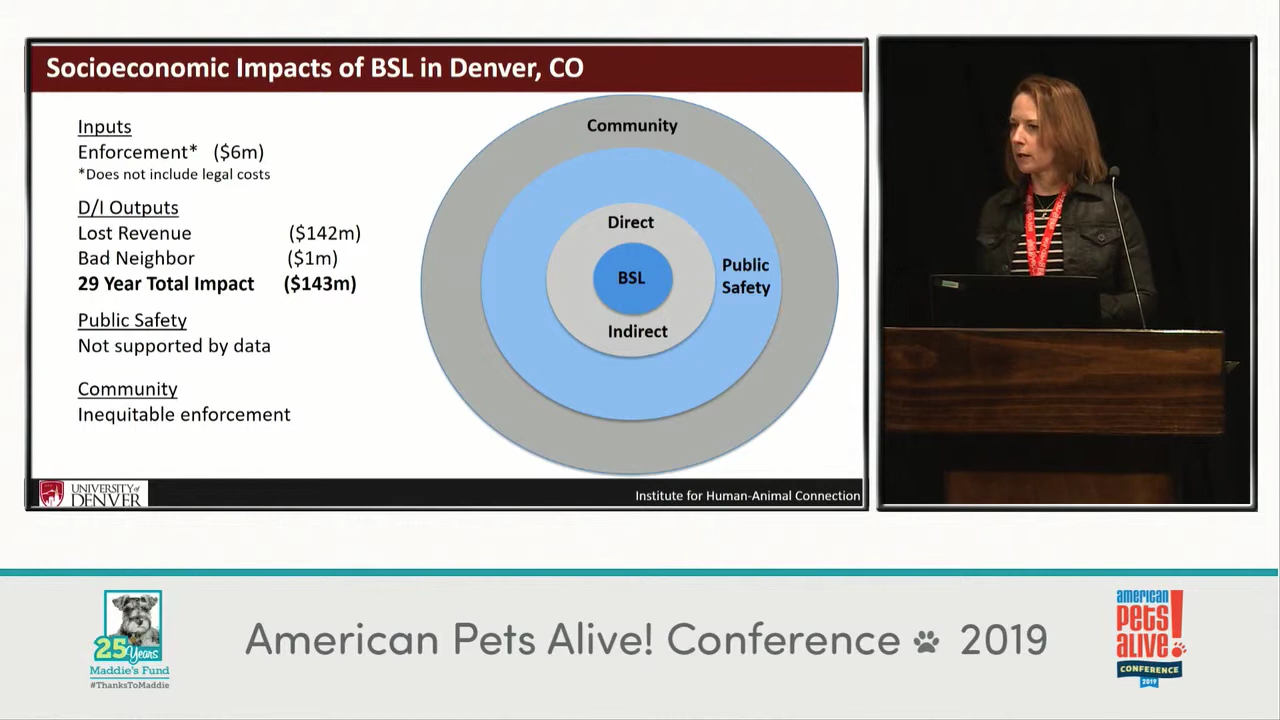 Socioeconomic Impacts of BSL in Denver, CO
Inputs
Enforcement* ($6m)
*Does not include legal costs
D/I Outputs
Lost Revenue ($142m)
Bad Neighbor ($1m)
29 Year Total Impact ($143m)
Public Safety
Not supported by data
Community
Inequitable enforcement
Community
Direct
BSL
Public
Safety
Indirect
UNIVERSITY of
DENVER
Institute for Human-Animal Connection
25 Years
Maddie's Fund
#ThanksToMaddie
American Pets Alive! Conference 2019
american
pets
alive!
CONFERENCE
2019